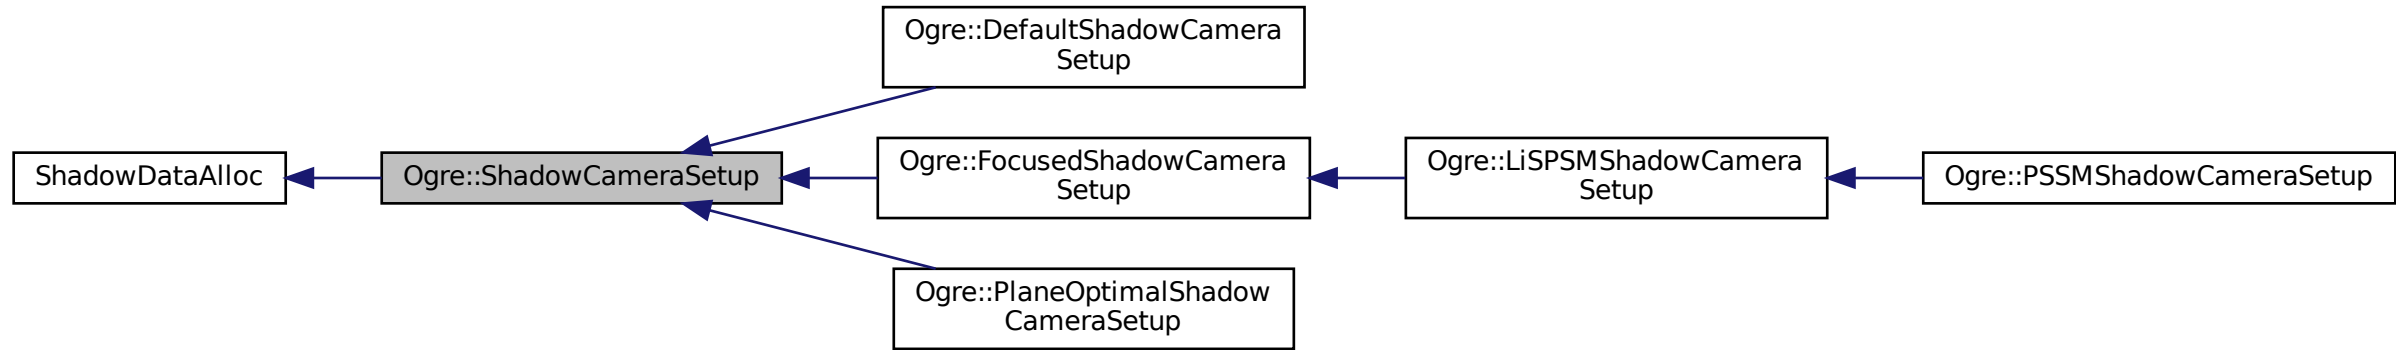 Ogre::DefaultShadowCamera
Setup
ShadowDataAlloc
Ogre::ShadowCameraSetup
Ogre::FocusedShadowCamera
Setup
Ogre::LiSPSMShadowCamera
Setup
Ogre::PSSMShadowCameraSetup
Ogre::PlaneOptimalShadow
CameraSetup